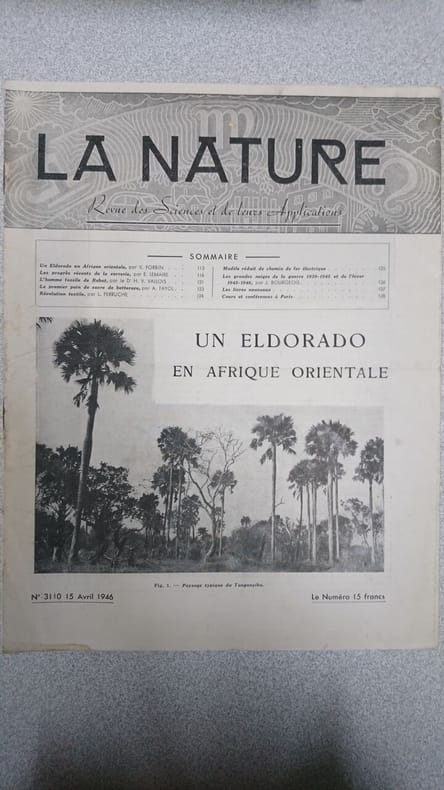 LA NATURE
Revue des Sciences et de leurs Applications
SOMMAIRE
Un Eldorado en Afrique orientale, par V. FORBIN . . . 113
Les progrès récents de la verrerie, par E. LEMAIRE . . . 116
L'homme fossile de Rabat, par le Dr H. V. VALLOIS . . . 121
Le premier pain de sucre de betterave, par A. FAYOL . . . 123
Révolution textile, par L. PERRUCHE . . . 124
Modèle réduit de chemin de fer électrique . . . 125
Les grandes neiges de la guerre 1939-1945 et de l'hiver
1945-1946, par J. BOURGEOIS . . . 126
Les livres nouveaux . . . 127
Cours et conférences à Paris . . . 128
UN ELDORADO
EN AFRIQUE ORIENTALE
Fig. 1. — Paysage typique du Tanganyika.
N° 3110 15 Avril 1946
Le Numéro 15 francs